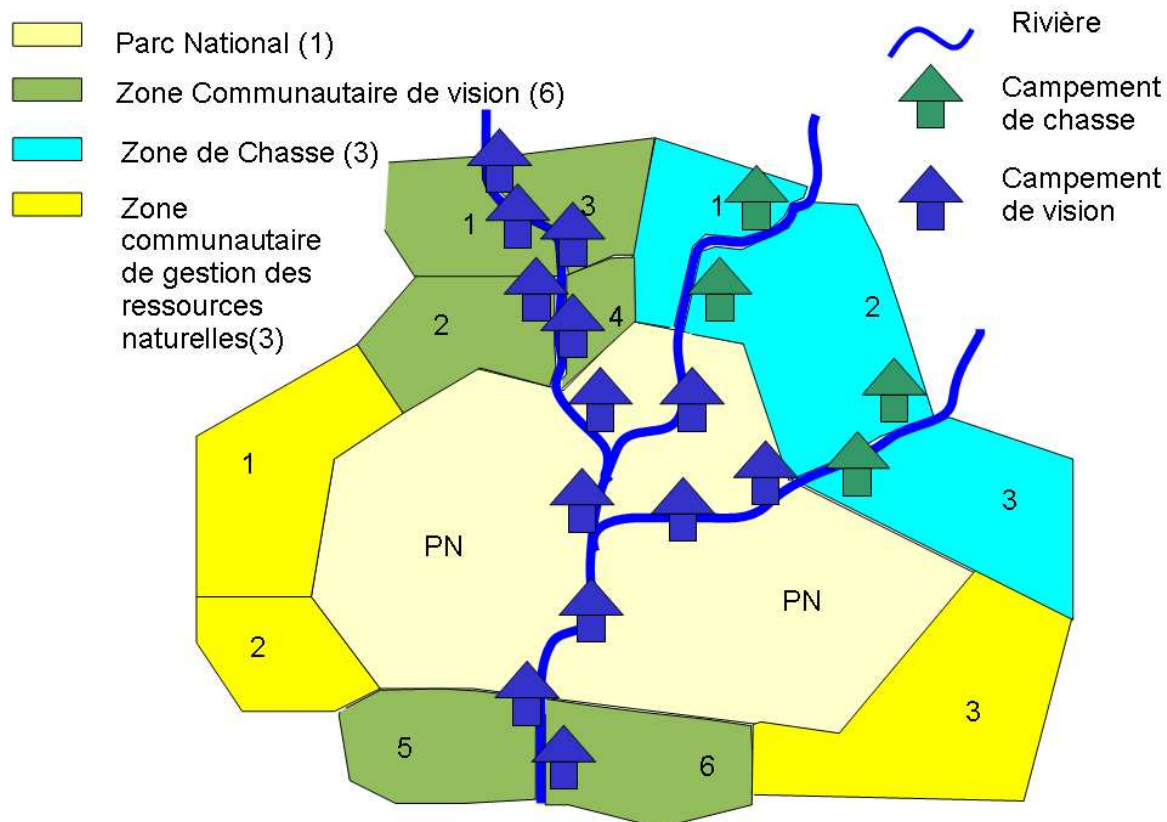 Parc National (1)
Zone Communautaire de vision (6)
Zone de Chasse (3)
Zone
communautaire
de gestion des
ressources
naturelles(3)
Rivière
Campement
de chasse
Campement
de vision
1
3
1
2
4
2
1
3
PN
PN
2
3
5
6